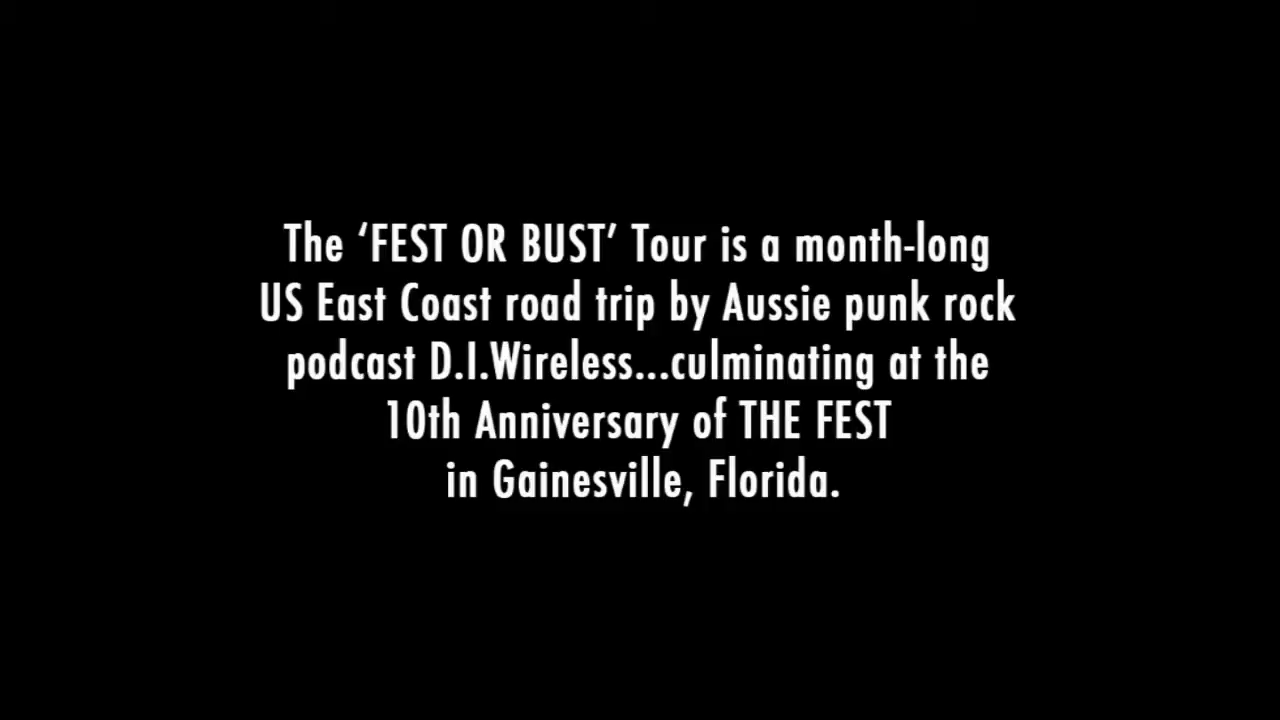 The ‘FEST OR BUST’ Tour is a month-long
US East Coast road trip by Aussie punk rock
podcast D.I.Wireless...culminating at the
10th Anniversary of THE FEST
in Gainesville, Florida.